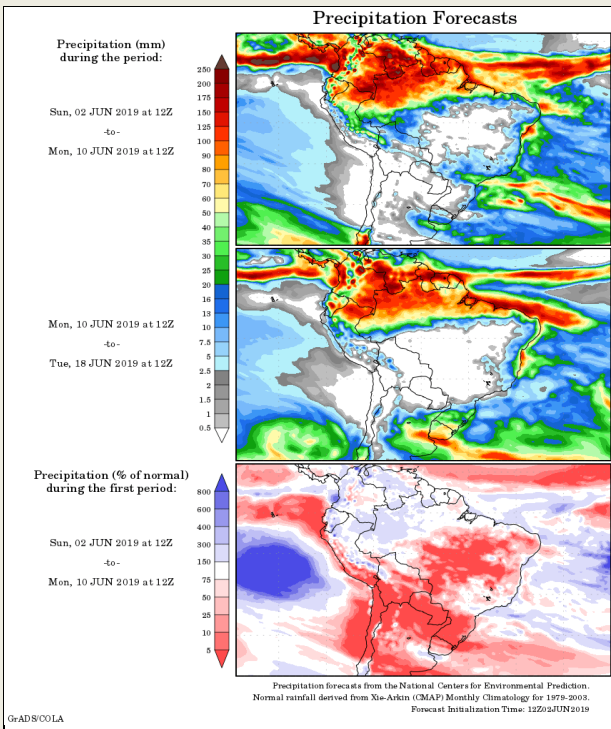 Precipitation Forecasts
Precipitation (mm)
during the period:
Sun, 02 JUN 2019 at 12Z
-to-
Mon, 10 JUN 2019 at 12Z
250
200
175
150
125
100
90
80
70
60
50
40
35
30
25
20
16
13
10
7.5
5
2.5
2
1.5
1
0.5
Mon, 10 JUN 2019 at 12Z
-to-
Tue, 18 JUN 2019 at 12Z
Precipitation (% of normal)
during the first period:
Sun, 02 JUN 2019 at 12Z
-to-
Mon, 10 JUN 2019 at 12Z
800
600
400
300
150
75
50
25
10
5
Precipitation forecasts from the National Centers for Environmental Prediction.
Normal rainfall derived from Xie-Arkin (CMAP) Monthly Climatology for 1979-2003.
Forecast Initialization Time: 12Z02JUN2019
GrADS/COLA